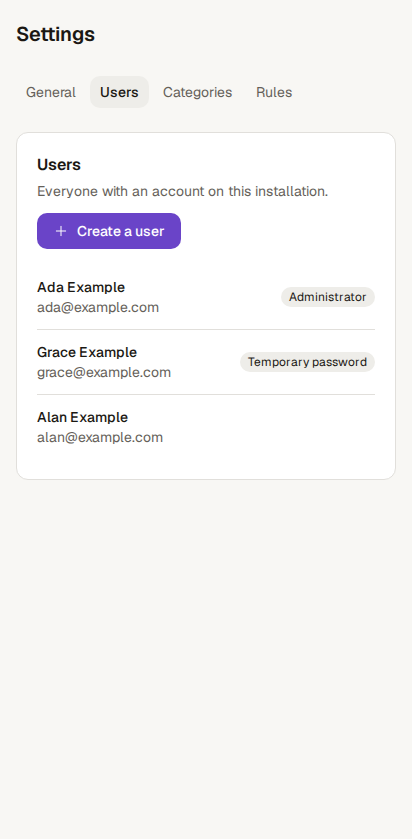 Settings
General Users Categories Rules
Users
Everyone with an account on this installation.
+ Create a user
Ada Example
ada@example.com
Administrator
Grace Example
grace@example.com
Temporary password
Alan Example
alan@example.com